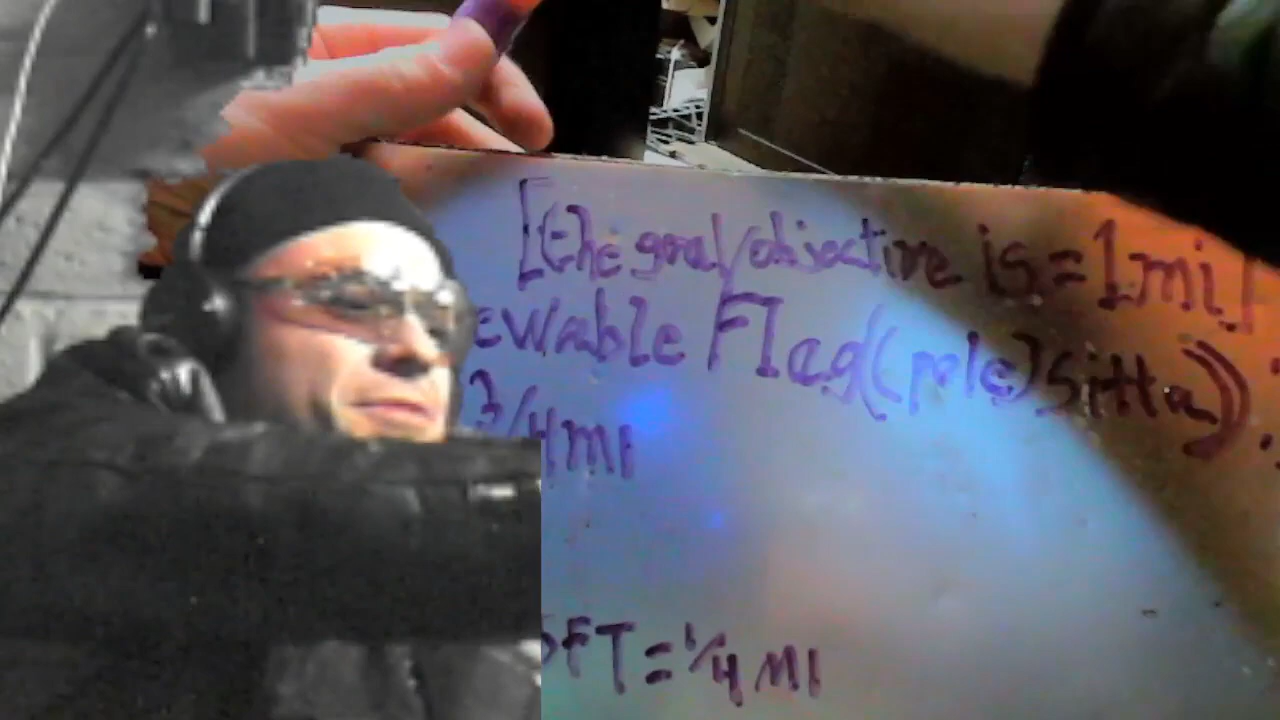 [the goal/objective is=1mi]
ewable Flag(pole)Sitta)):
3/4mi
FT=1/4mi